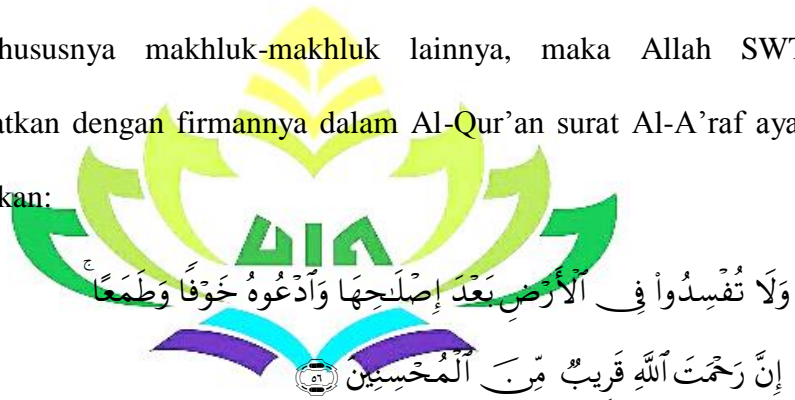 hususnya makhluk-makhluk lainnya, maka Allah SWT
atkan dengan firmannya dalam Al-Qur’an surat Al-A’raf aya
kan:
UIN
وَلَا تُفۡسِدُواْ فِي ٱلۡأَرۡضِ بَعۡدَ إِصۡلَٰحِهَا وَٱدۡعُوهُ خَوۡفٗا وَطَمَعًاۚ
إِنَّ رَحۡمَتَ ٱللَّهِ قَرِيبٞ مِّنَ ٱلۡمُحۡسِنِينَ ٥٦